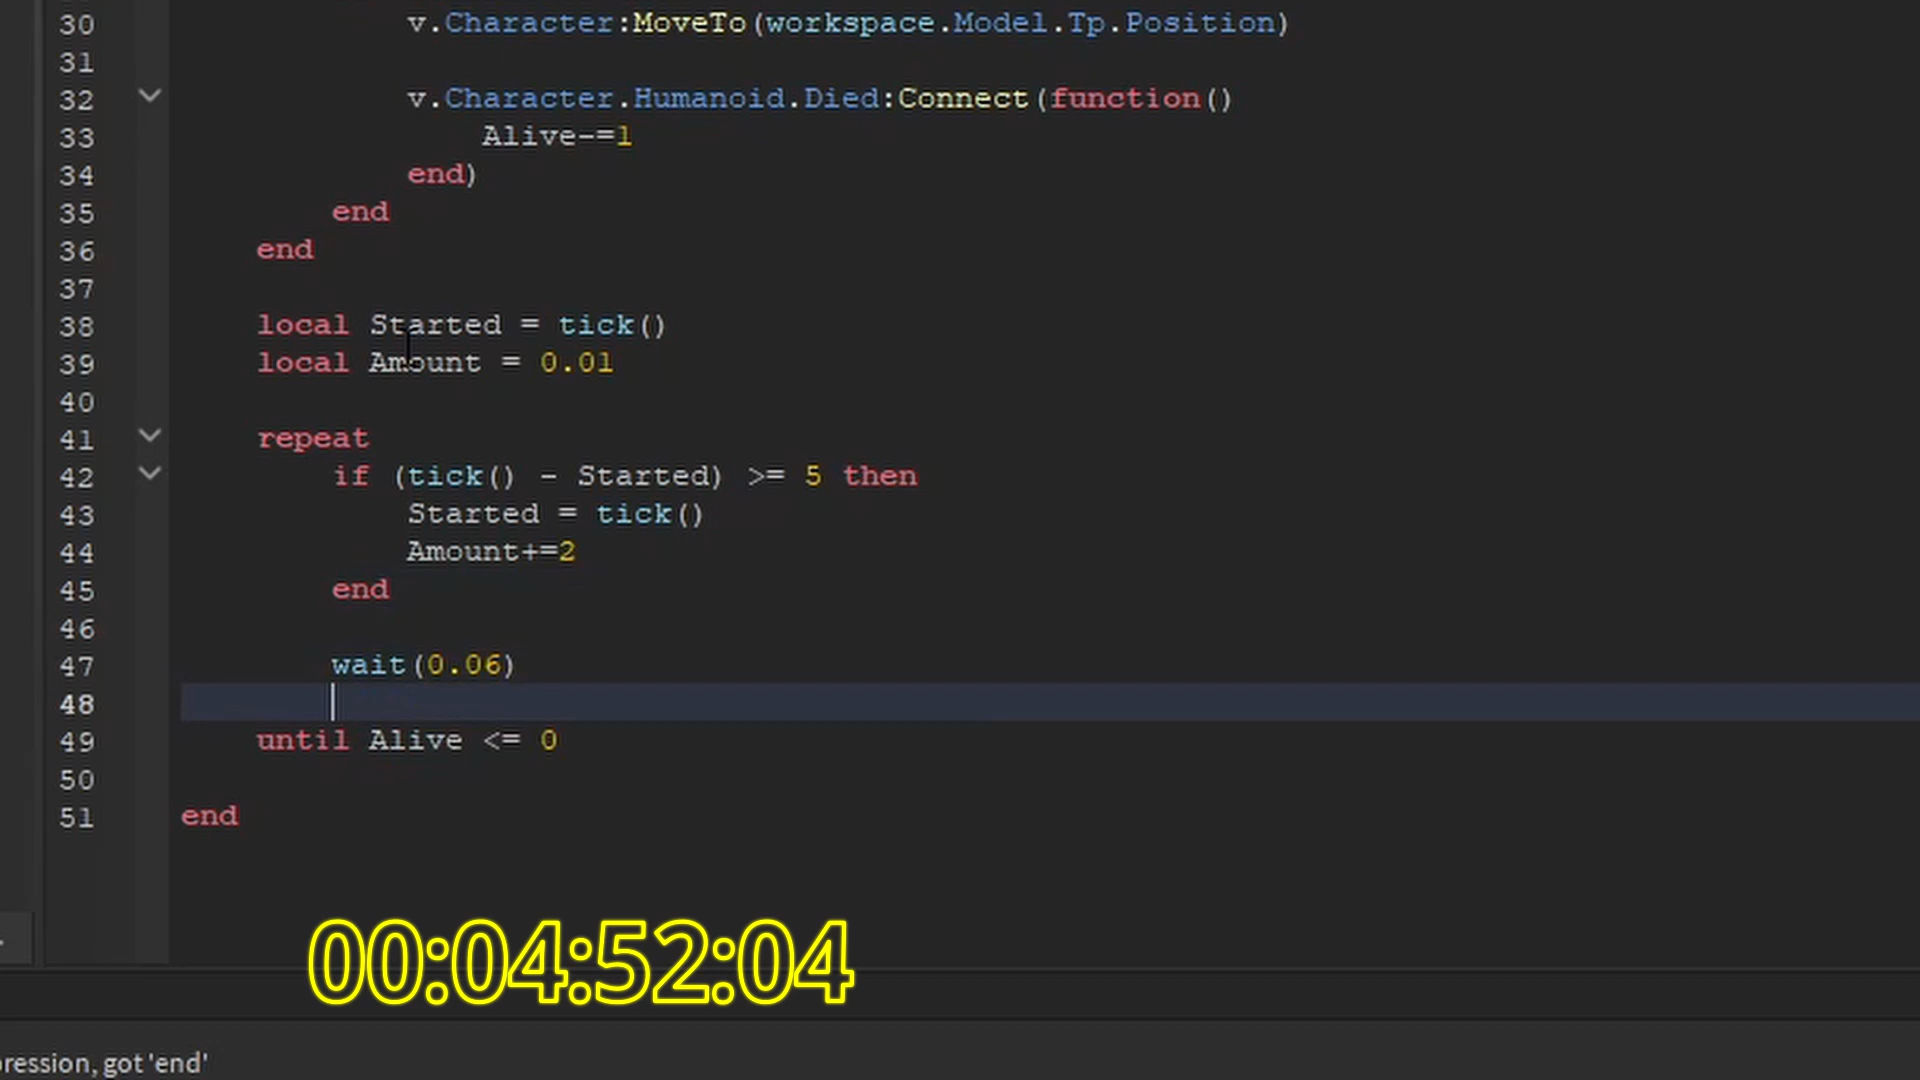 30 v.Character:MoveTo(workspace.Model.Tp.Position)
31
32 v.Character.Humanoid.Died:Connect(function()
33 Alive-=1
34 end)
35 end
36 end
37
38 local Started = tick()
39 local Amount = 0.01
40
41 repeat
42 if (tick() - Started) >= 5 then
43 Started = tick()
44 Amount+=2
45 end
46
47 wait(0.06)
48
49 until Alive <= 0
50
51 end
00:04:52:04
pression, got 'end'